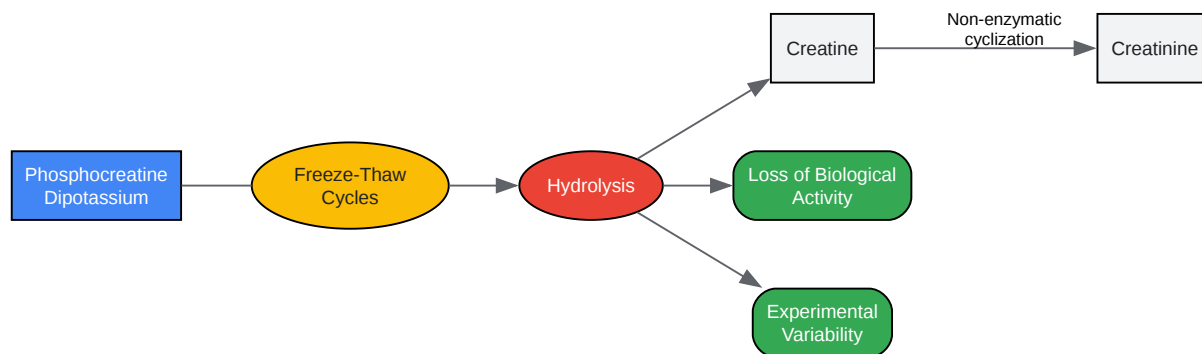 Phosphocreatine
Dipotassium
Freeze-Thaw
Cycles
Hydrolysis
Creatine
Non-enzymatic
cyclization
Creatinine
Loss of Biological
Activity
Experimental
Variability